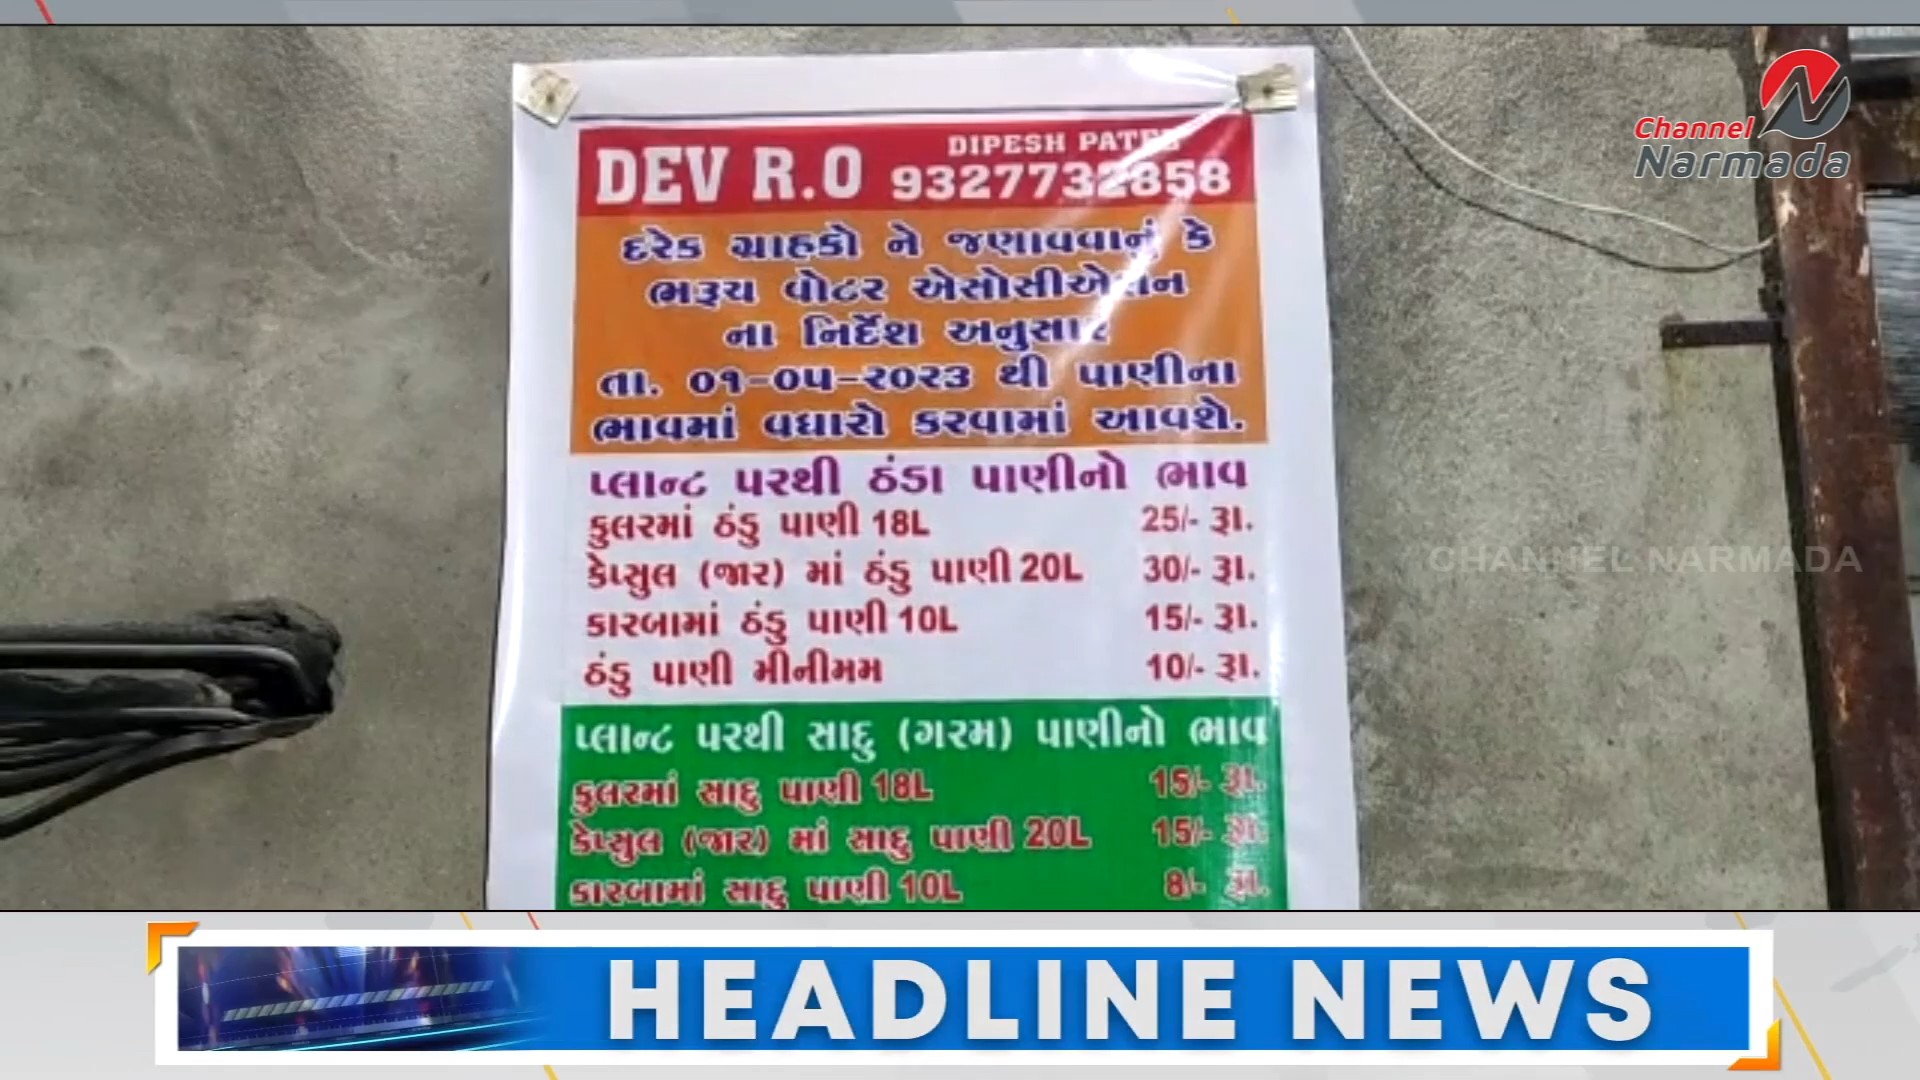 Channel
Narmada
DIPESH PATEL
DEV R.O 9327732858
દરેક ગ્રાહકો ને જણાવવાનું કે
ભરૂચ વોટર એસોસીએશન
ના નિર્દેશ અનુસાર
તા. ૦૧-૦૫-૨૦૨૩ થી પાણીના
ભાવમાં વધારો કરવામાં આવશે.
પ્લાન્ટ પરથી ઠંડા પાણીનો ભાવ
કુલરમાં ઠંડુ પાણી 18L 25/- રૂા.
કેપ્સુલ (જાર) માં ઠંડુ પાણી 20L 30/- રૂા.
કારબામાં ઠંડુ પાણી 10L 15/- રૂા.
ઠંડુ પાણી મીનીમમ 10/- રૂા.
પ્લાન્ટ પરથી સાદુ (ગરમ) પાણીનો ભાવ
કુલરમાં સાદુ પાણી 18L 15/- રૂા.
કેપ્સુલ (જાર) માં સાદુ પાણી 20L 15/- રૂા.
કારબામાં સાદુ પાણી 10L 8/- રૂા.
CHANNEL NARMADA
HEADLINE NEWS